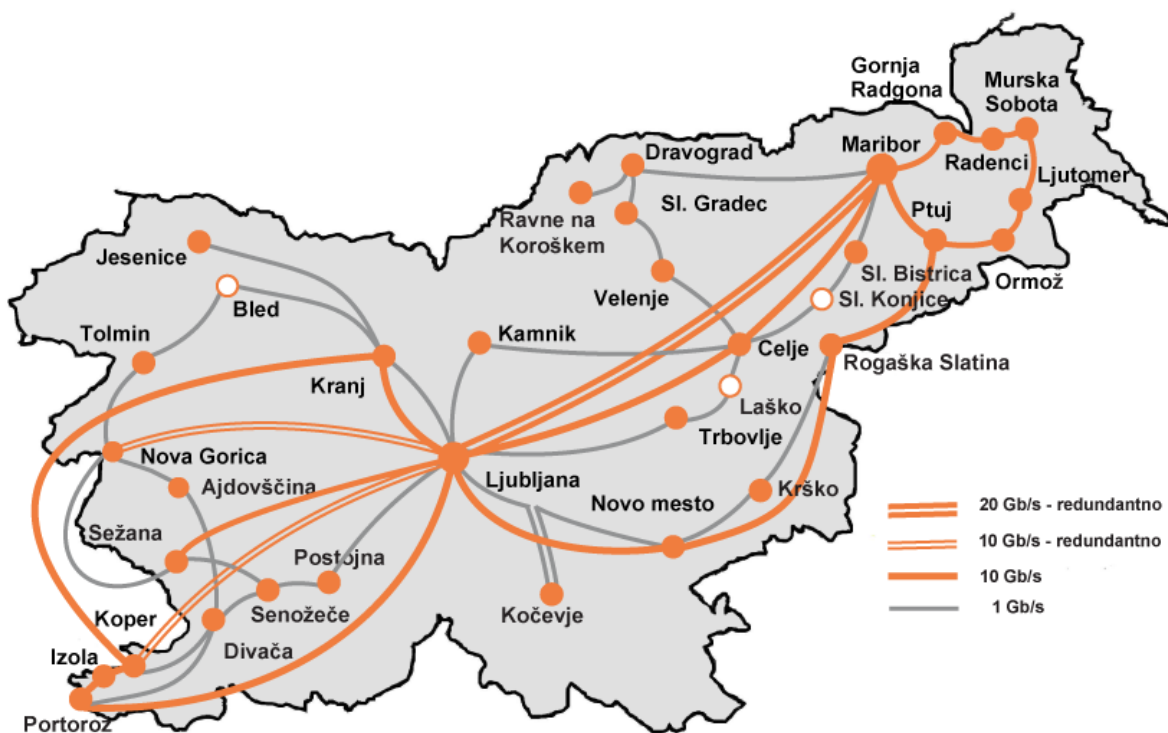 Gornja
Radgona
Murska
Sobota
Dravograd
Maribor
Radenci
Ljutomer
Ravne na
Koroškem
Sl. Gradec
Ptuj
Jesenice
Sl. Bistrica
Ormož
Velenje
Sl. Konjice
Bled
Tolmin
Kamnik
Celje
Rogaška Slatina
Kranj
Laško
Trbovlje
Nova Gorica
Ljubljana
Ajdovščina
Novo mesto
Krško
Sežana
Postojna
Senožeče
Kočevje
Koper
Izola
Divača
Portorož
20 Gb/s - redundantno
10 Gb/s - redundantno
10 Gb/s
1 Gb/s